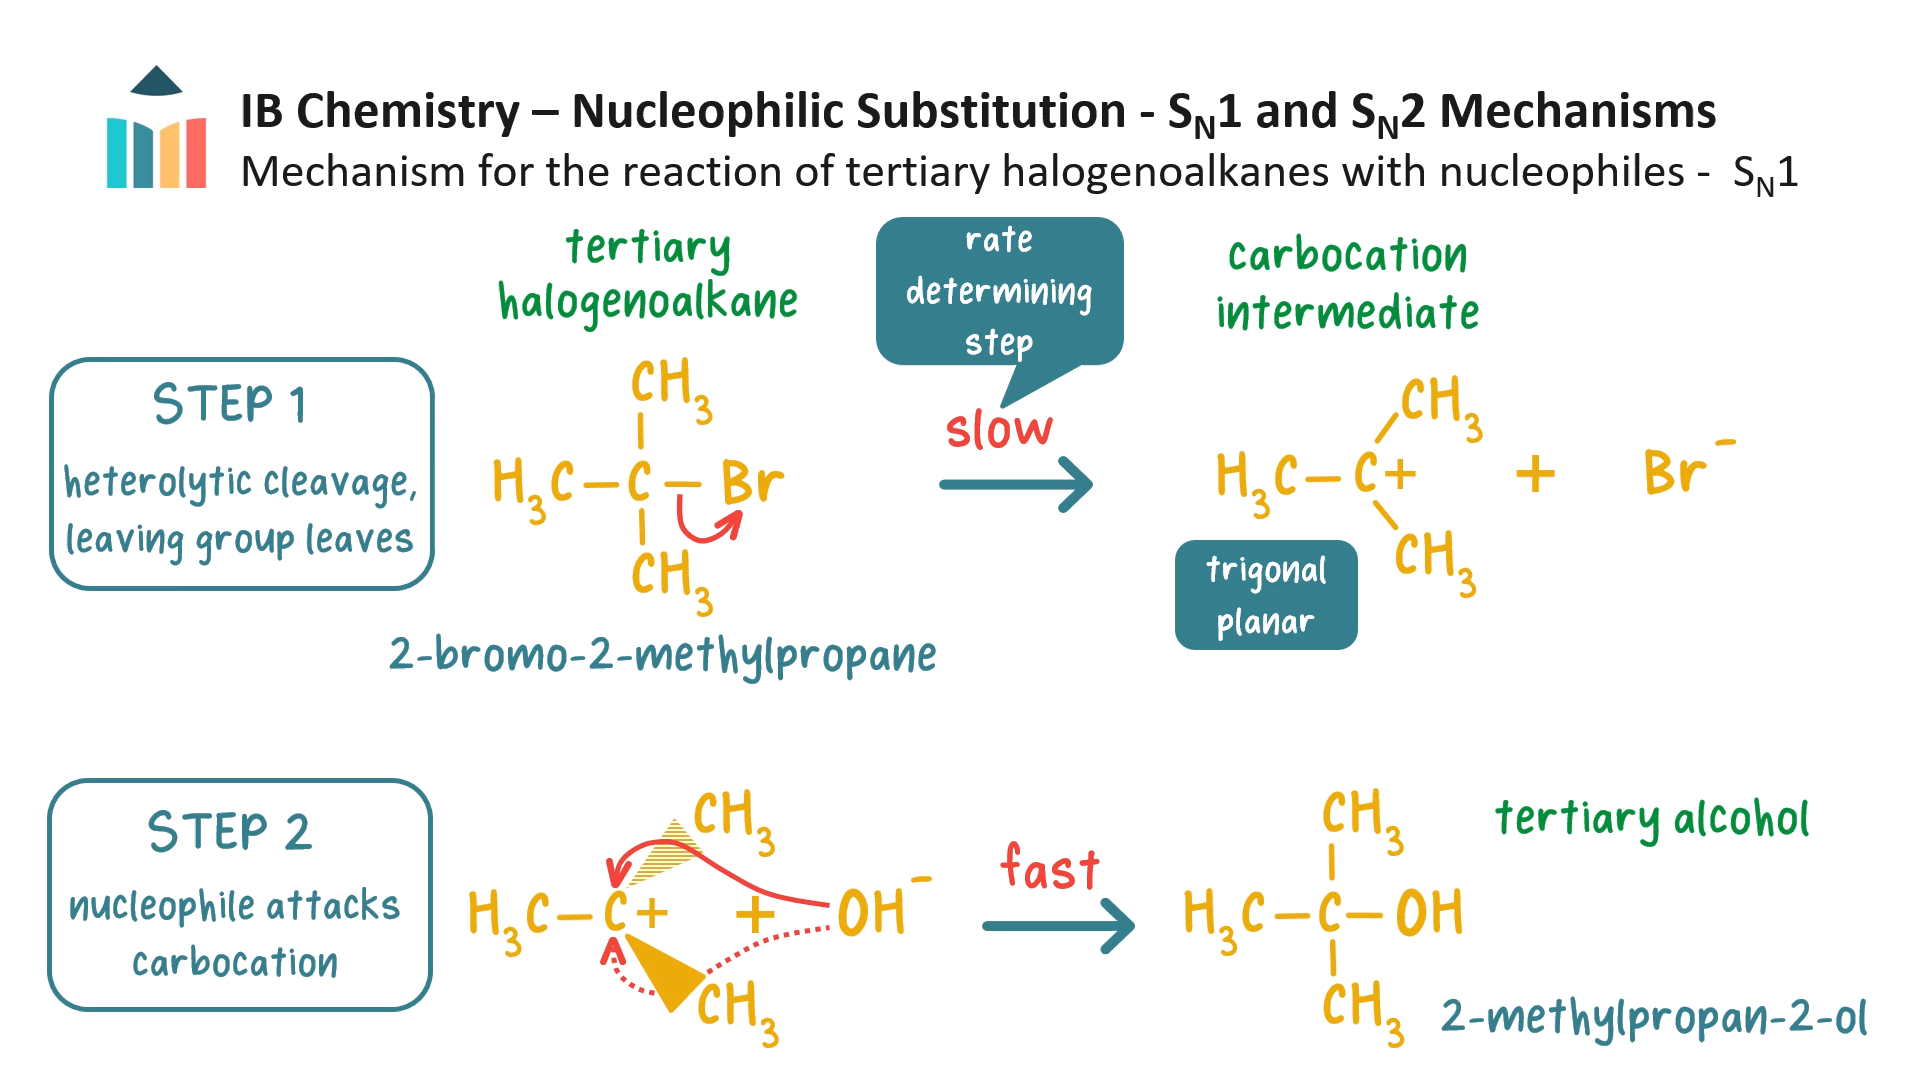 IB Chemistry – Nucleophilic Substitution - SN1 and SN2 Mechanisms
Mechanism for the reaction of tertiary halogenoalkanes with nucleophiles - SN1
tertiary
halogenoalkane
rate
determining
step
carbocation
intermediate
STEP 1
heterolytic cleavage,
leaving group leaves
CH3
H3C – C – Br
CH3
2-bromo-2-methylpropane
slow
CH3
H3C – C+ + Br-
CH3
trigonal
planar
STEP 2
nucleophile attacks
carbocation
CH3
H3C – C+ + OH-
CH3
fast
CH3
H3C – C – OH
CH3
tertiary alcohol
2-methylpropan-2-ol